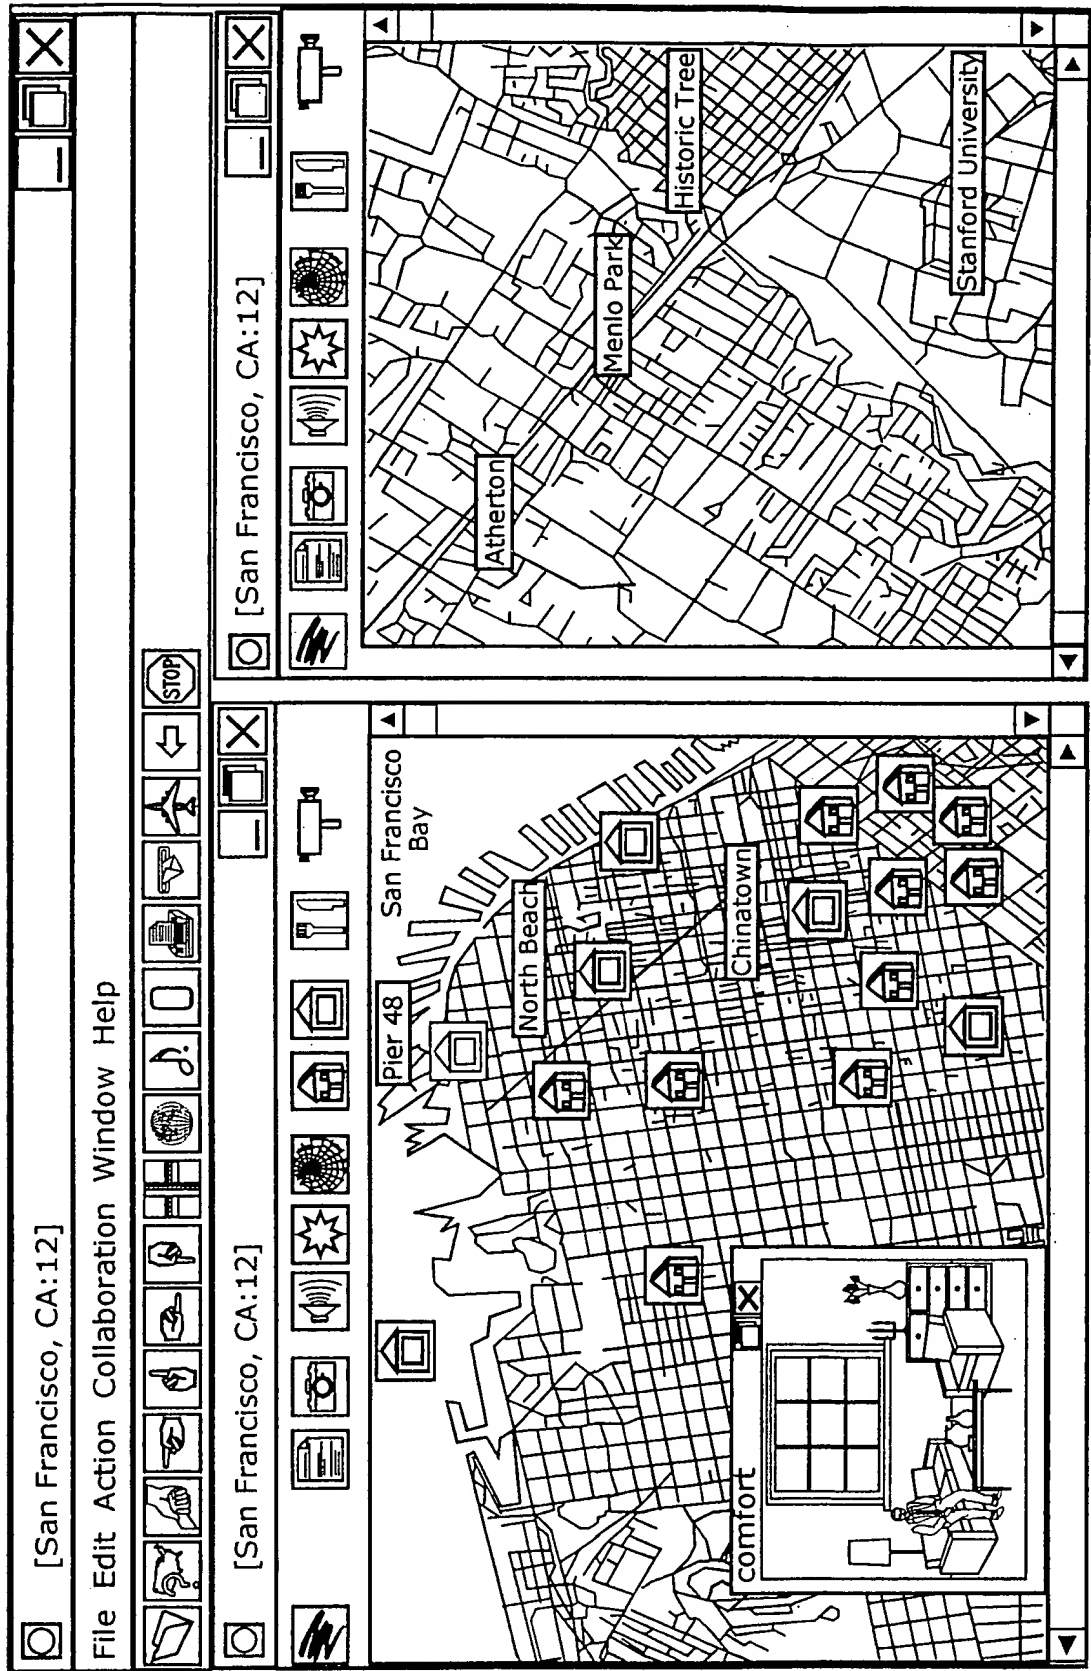 [San Francisco, CA:12]
File Edit Action Collaboration Window Help
STOP
[San Francisco, CA:12]
San Francisco
Bay
Pier 48
North Beach
Chinatown
comfort
[San Francisco, CA:12]
Atherton
Menlo Park
Historic Tree
Stanford University